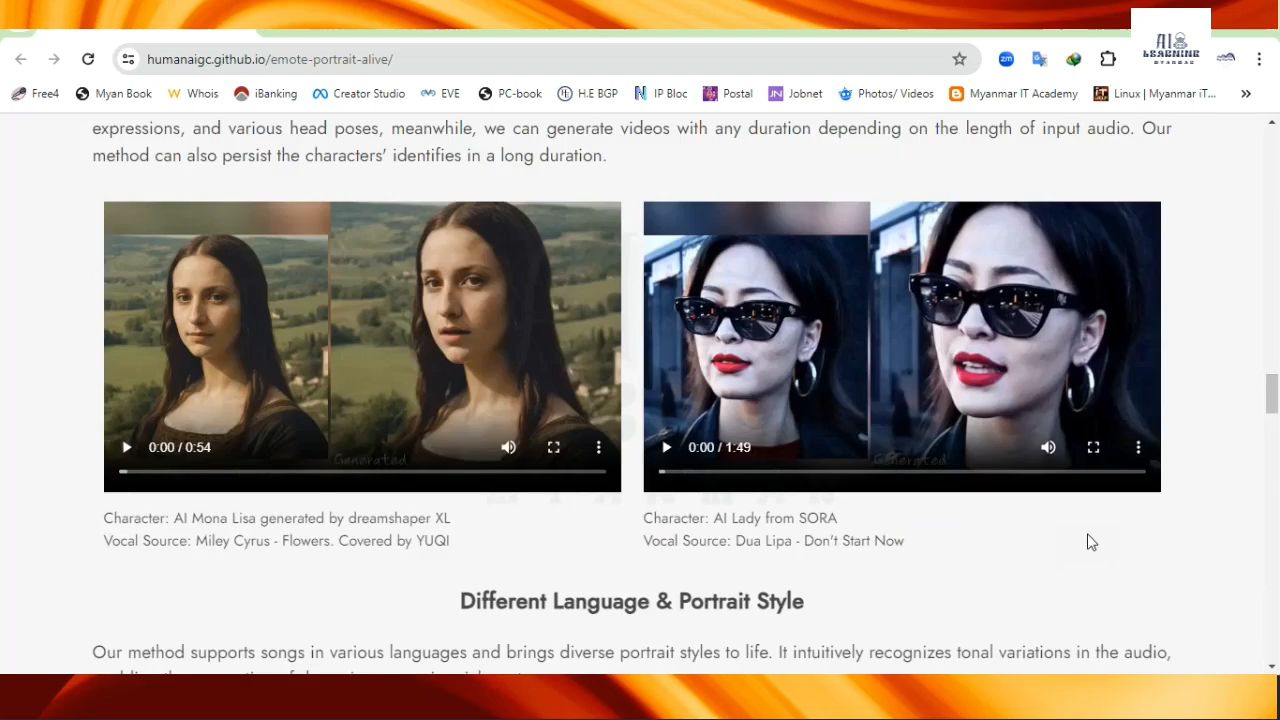 AI
LEARNING
MYANMAR
humanaigc.github.io/emote-portrait-alive/
Free4 Myan Book Whois iBanking Creator Studio EVE PC-book H.E BGP IP Bloc Postal Jobnet Photos/ Videos Myanmar IT Academy Linux | Myanmar iT...
expressions, and various head poses, meanwhile, we can generate videos with any duration depending on the length of input audio. Our
method can also persist the characters' identifies in a long duration.
0:00 / 0:54
Generated
0:00 / 1:49
Generated
Character: AI Mona Lisa generated by dreamshaper XL
Vocal Source: Miley Cyrus - Flowers. Covered by YUQI
Character: AI Lady from SORA
Vocal Source: Dua Lipa - Don't Start Now
Different Language & Portrait Style
Our method supports songs in various languages and brings diverse portrait styles to life. It intuitively recognizes tonal variations in the audio,